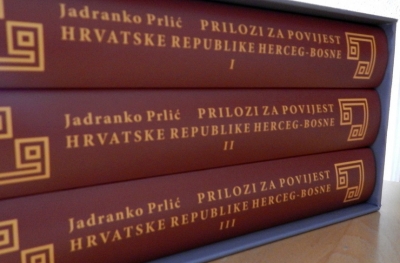 Jadranko Prlić PRILOZI ZA POVIJEST
HRVATSKE REPUBLIKE HERCEG-BOSNE
I
Jadranko Prlić PRILOZI ZA POVIJEST
HRVATSKE REPUBLIKE HERCEG-BOSNE
II
Jadranko Prlić PRILOZI ZA POVIJEST
HRVATSKE REPUBLIKE HERCEG-BOSNE
III